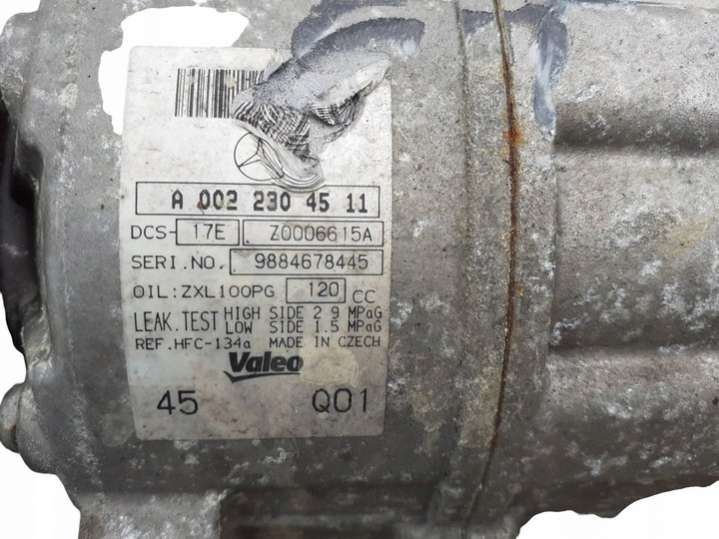 A 002 230 45 11
DCS- 17E Z0006615A
SERI.NO. 9884678445
OIL:ZXL100PG 120 CC
LEAK.TEST HIGH SIDE 2 9 MPaG
LOW SIDE 1.5 MPaG
REF.HFC-134a MADE IN CZECH
Valeo
45 Q01